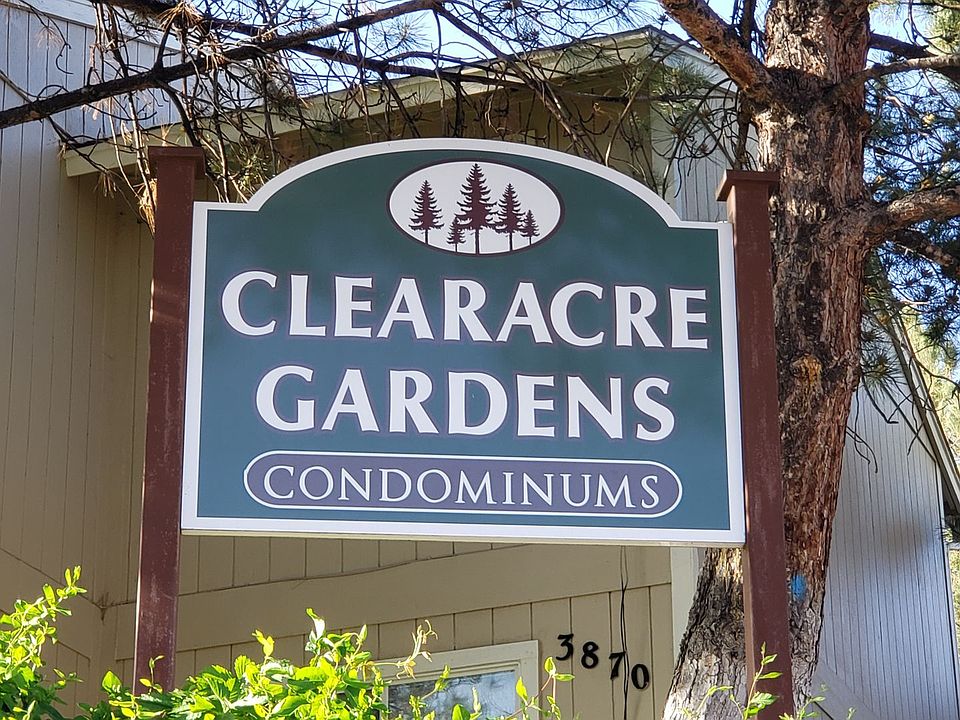 CLEARACRE
GARDENS
CONDOMINUMS
3870